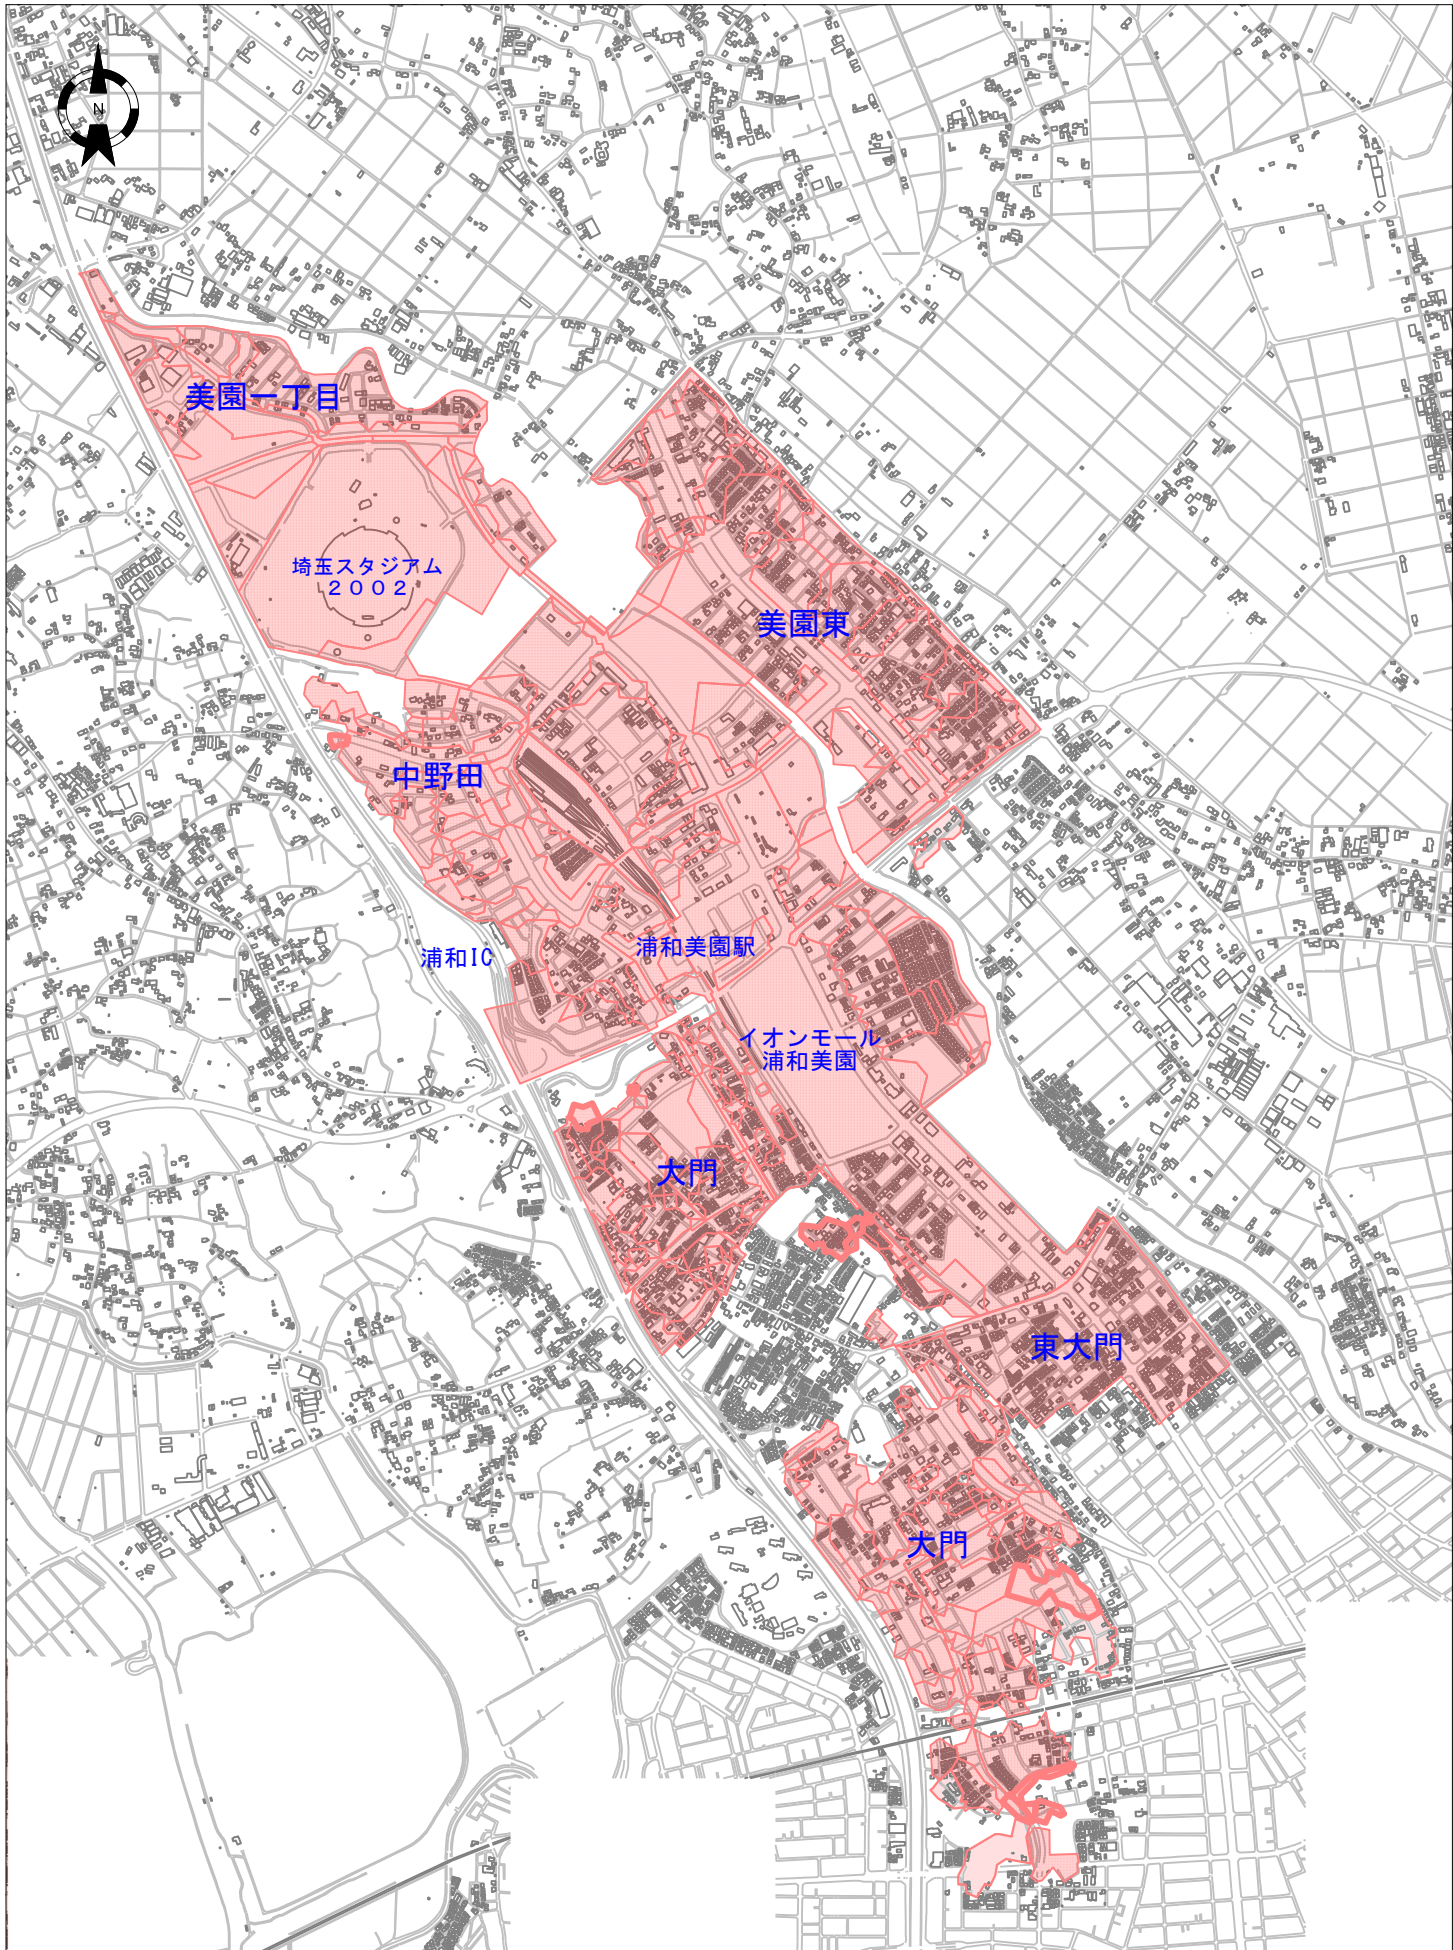 N
美園一丁目
埼玉スタジアム
２００２
美園東
中野田
浦和IC
浦和美園駅
イオンモール
浦和美園
大門
東大門
大門